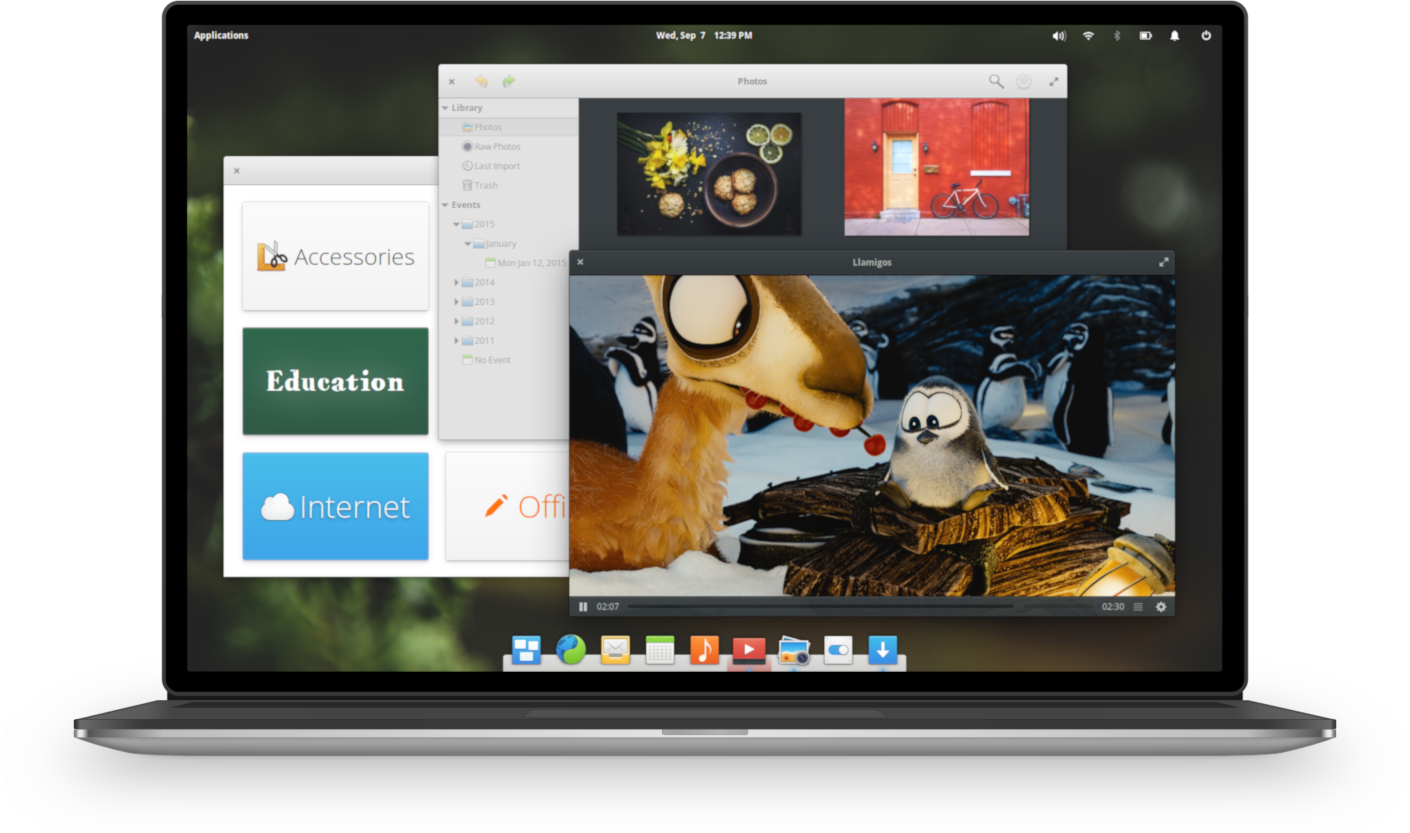 Applications
Wed, Sep 7 12:39 PM
Photos
Library
Photos
Raw Photos
Last Import
Trash
Events
2015
January
Mon Jan 12, 2015
2014
2013
2012
2011
No Event
Accessories
Education
Internet
Offi
Llamigos
02:07
02:30